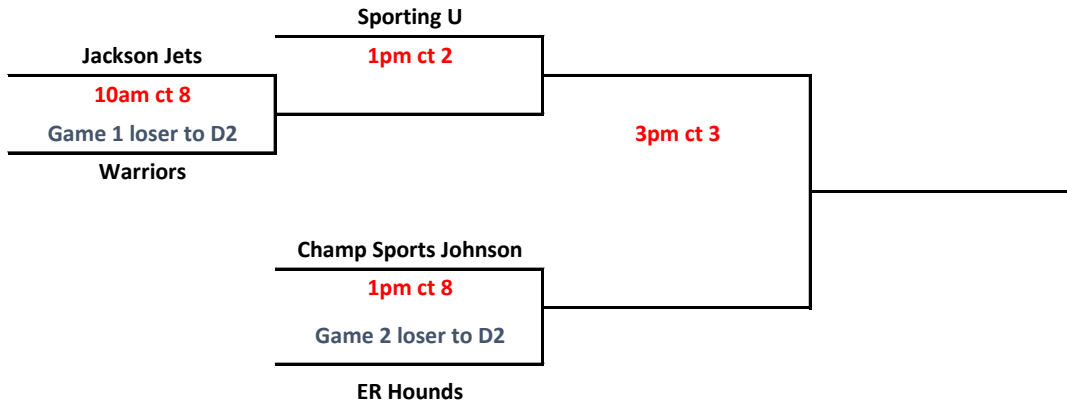 Sporting U
1pm ct 2
Jackson Jets
10am ct 8
Game 1 loser to D2
Warriors
3pm ct 3
Champ Sports Johnson
1pm ct 8
Game 2 loser to D2
ER Hounds